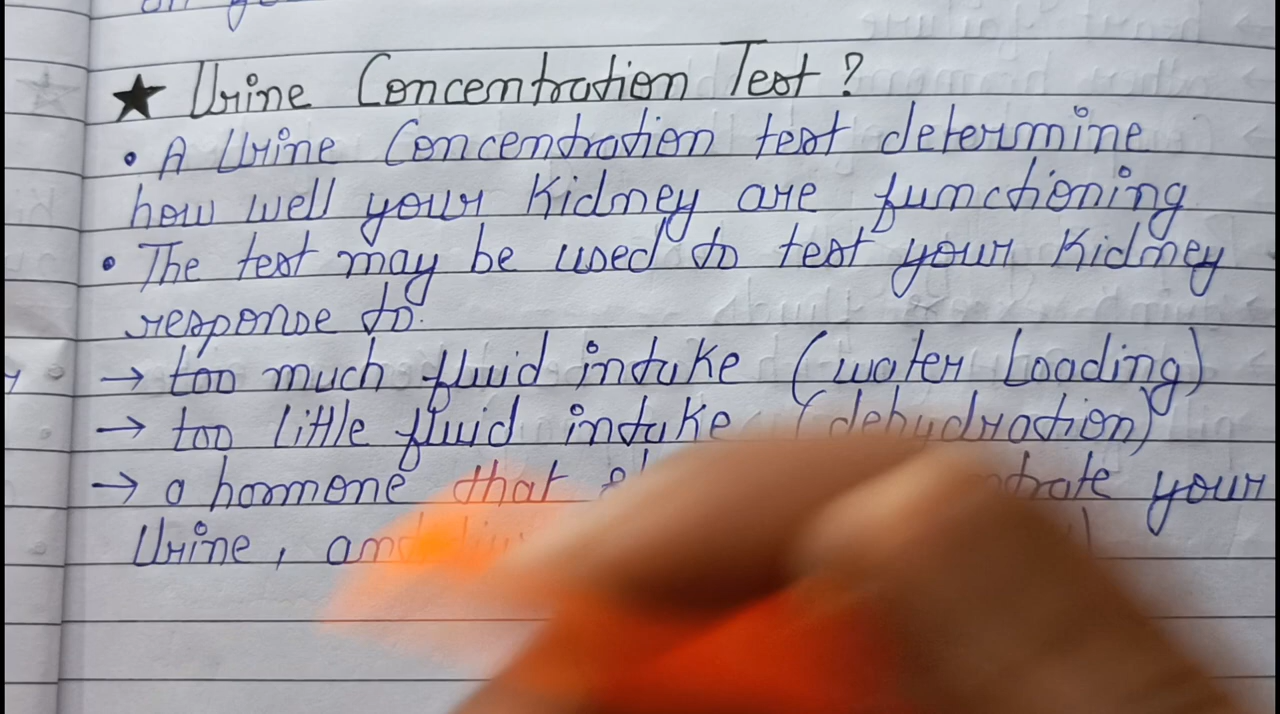 ★ Urine Concentration Test ?
• A Urine Concentration test determine
how well your Kidney are functioning
• The test may be used to test your Kidney
response to:
→ too much fluid intake (water Loading)
→ too little fluid intake (dehydration)
→ a hormone that your
Urine, and